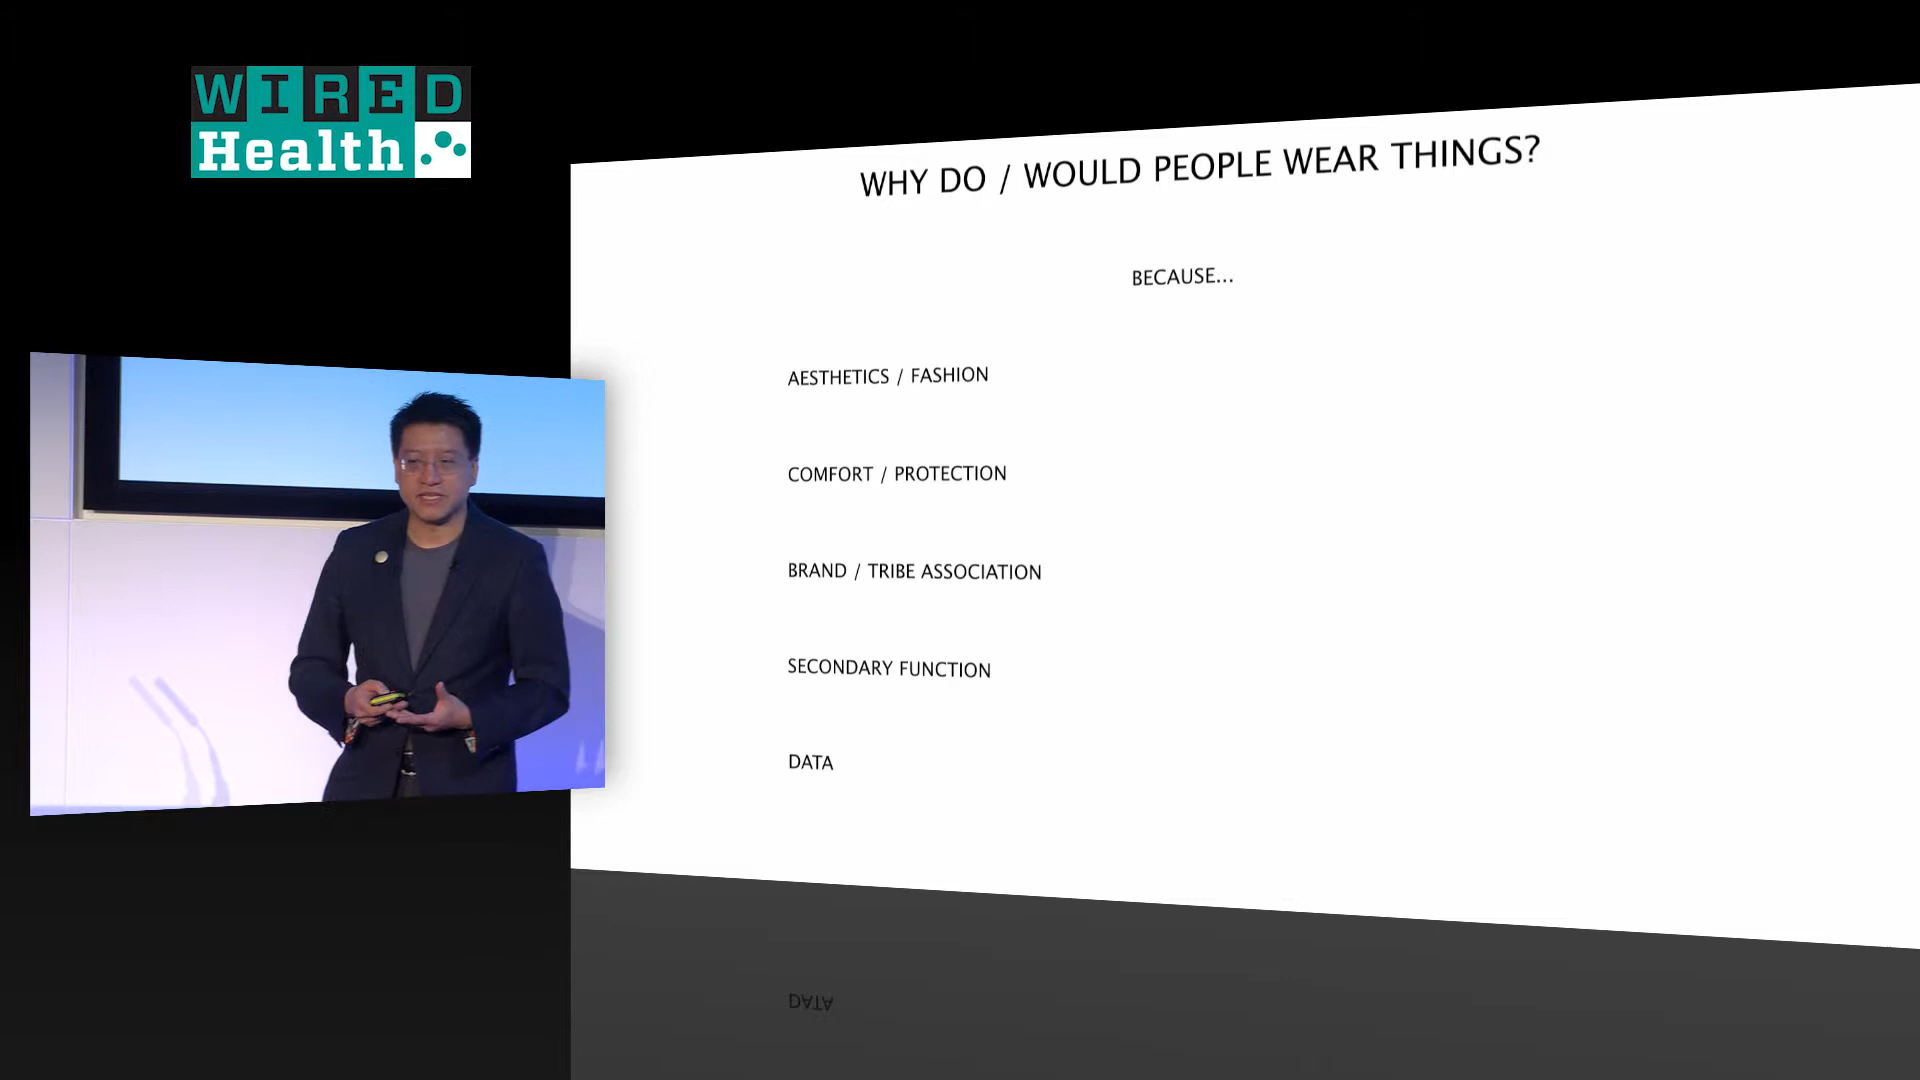 WIRED
Health
WHY DO / WOULD PEOPLE WEAR THINGS?
BECAUSE...
AESTHETICS / FASHION
COMFORT / PROTECTION
BRAND / TRIBE ASSOCIATION
SECONDARY FUNCTION
DATA
DATA